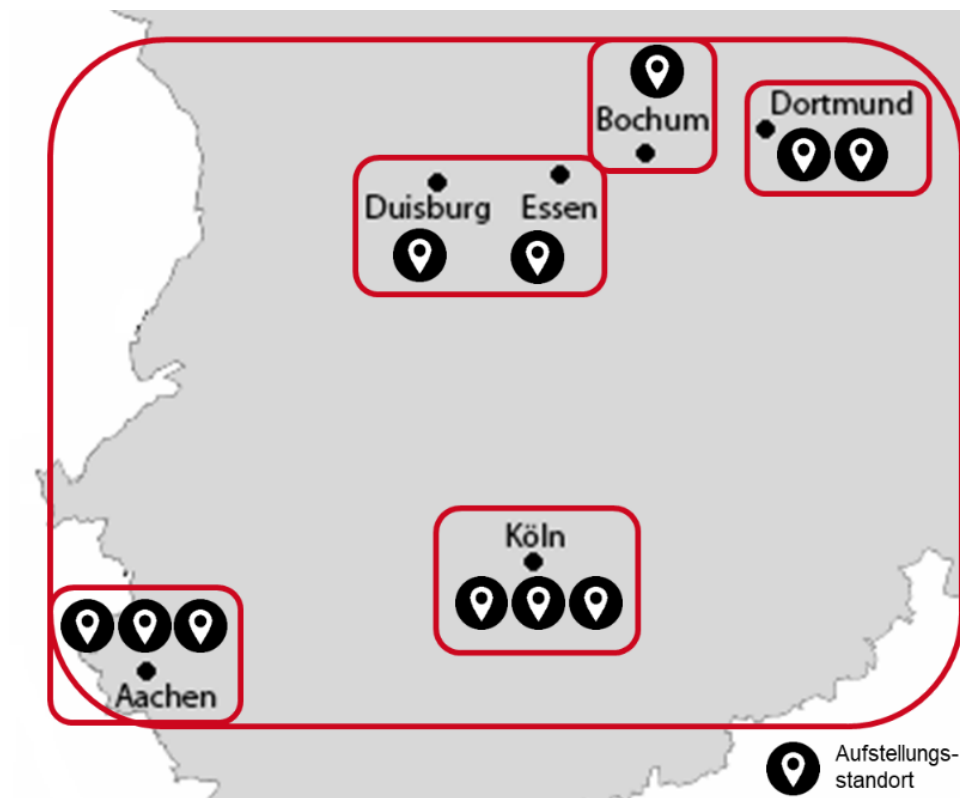 Bochum
Dortmund
Duisburg
Essen
Köln
Aachen
Aufstellungs-
standort